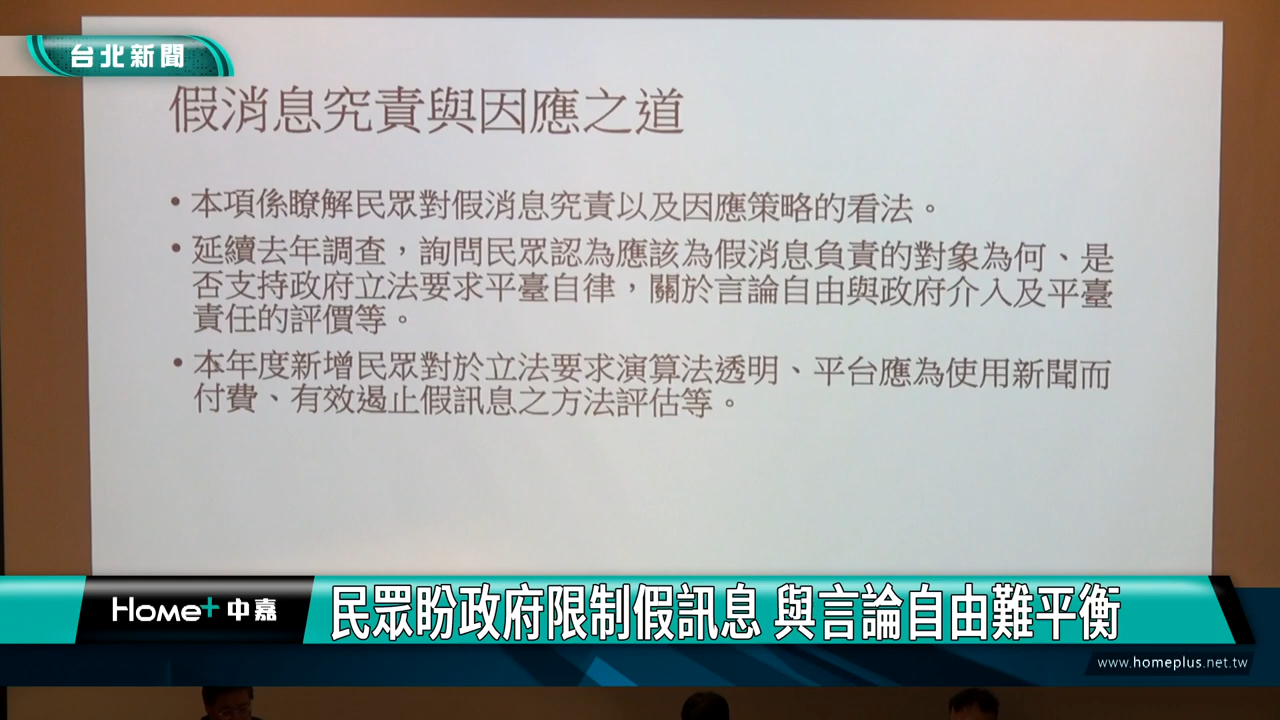 台北新聞
假消息究責與因應之道
•本項係瞭解民眾對假消息究責以及因應策略的看法。
•延續去年調查，詢問民眾認為應該為假消息負責的對象為何、是
否支持政府立法要求平臺自律，關於言論自由與政府介入及平臺
責任的評價等。
•本年度新增民眾對於立法要求演算法透明、平台應為使用新聞而
付費、有效遏止假訊息之方法評估等。
Home+中嘉
民眾盼政府限制假訊息 與言論自由難平衡
www.homeplus.net.tw